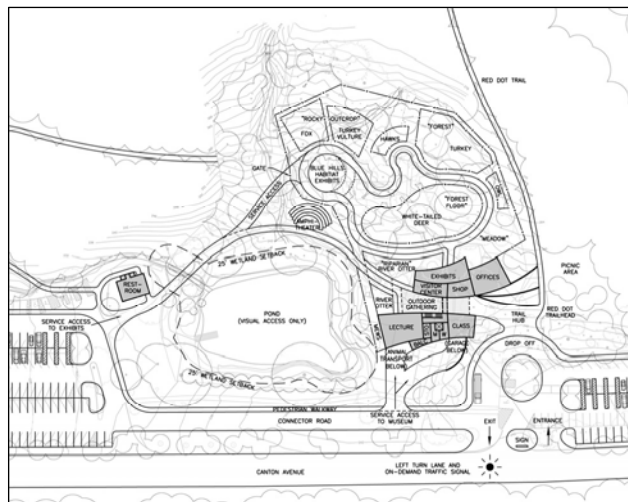 RED DOT TRAIL
"ROCKY
OUTCROP"
FOX
TURKEY
VULTURE
HAWKS
"FOREST"
TURKEY
GATE
BLUE HILLS
HABITAT
EXHIBITS
OWL
SERVICE ACCESS
"FOREST
FLOOR"
AMPHI-
THEATER
WHITE-TAILED
DEER
"MEADOW"
25' WETLAND SETBACK
"RIPARIAN"
RIVER OTTER
PICNIC
AREA
EXHIBITS
OFFICES
REST-
ROOM
VISITOR
CENTER
SHOP
RIVER
OTTER
OUTDOOR
GATHERING
POND
(VISUAL ACCESS ONLY)
SERVICE ACCESS
TO EXHIBITS
TRAIL
HUB
RED DOT
TRAILHEAD
LECTURE
CLASS
(GARAGE
BELOW)
DROP OFF
ANIMAL
TRANSPORT
BELOW)
25' WETLAND SETBACK
PEDESTRIAN WALKWAY
CONNECTOR ROAD
SERVICE ACCESS
TO MUSEUM
EXIT
ENTRANCE
SIGN
CANTON AVENUE
LEFT TURN LANE AND
ON-DEMAND TRAFFIC SIGNAL